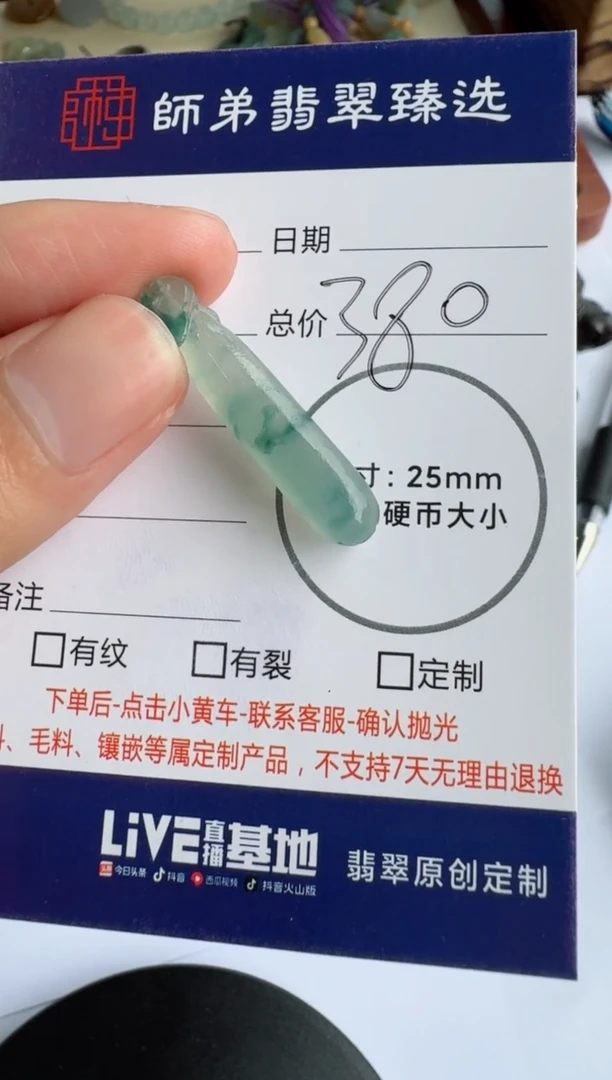 師弟翡翠臻选
日期
总价 380
寸：25mm
硬币大小
备注
有纹 有裂 定制
下单后-点击小黄车-联系客服-确认抛光
、毛料、镶嵌等属定制产品，不支持7天无理由退换
LiVE直播基地 翡翠原创定制
今日头条 抖音 西瓜视频 抖音火山版